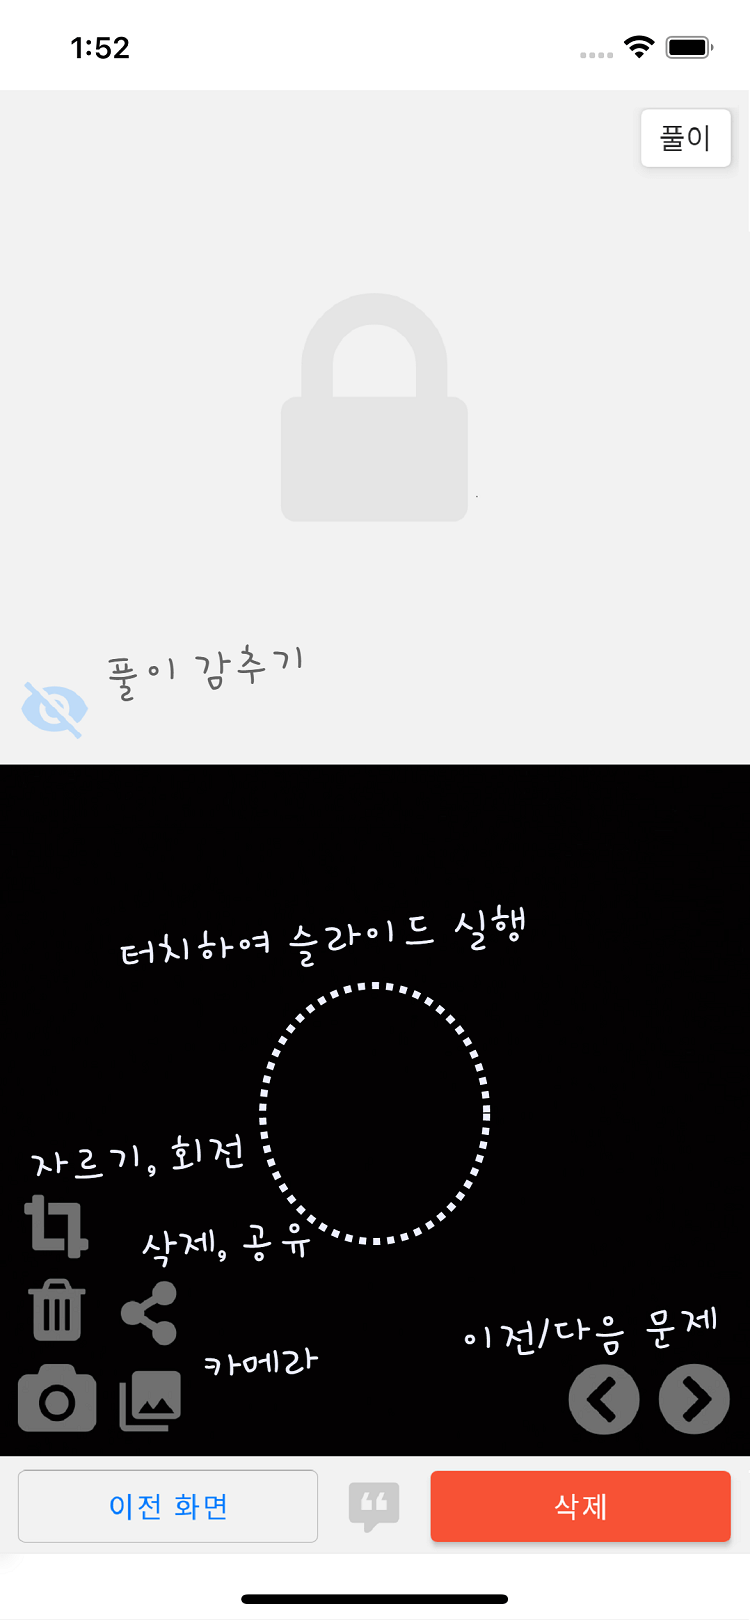 1:52
풀이
풀이 감추기
터치하여 슬라이드 실행
자르기, 회전
삭제, 공유
이전/다음 문제
카메라
이전 화면
삭제